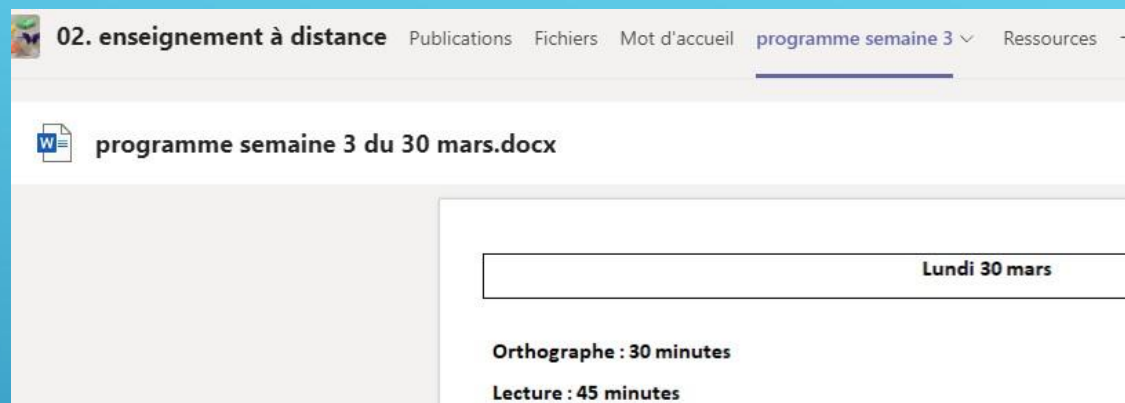 02. enseignement à distance Publications Fichiers Mot d'accueil programme semaine 3 Ressources
programme semaine 3 du 30 mars.docx
Lundi 30 mars
Orthographe : 30 minutes
Lecture : 45 minutes